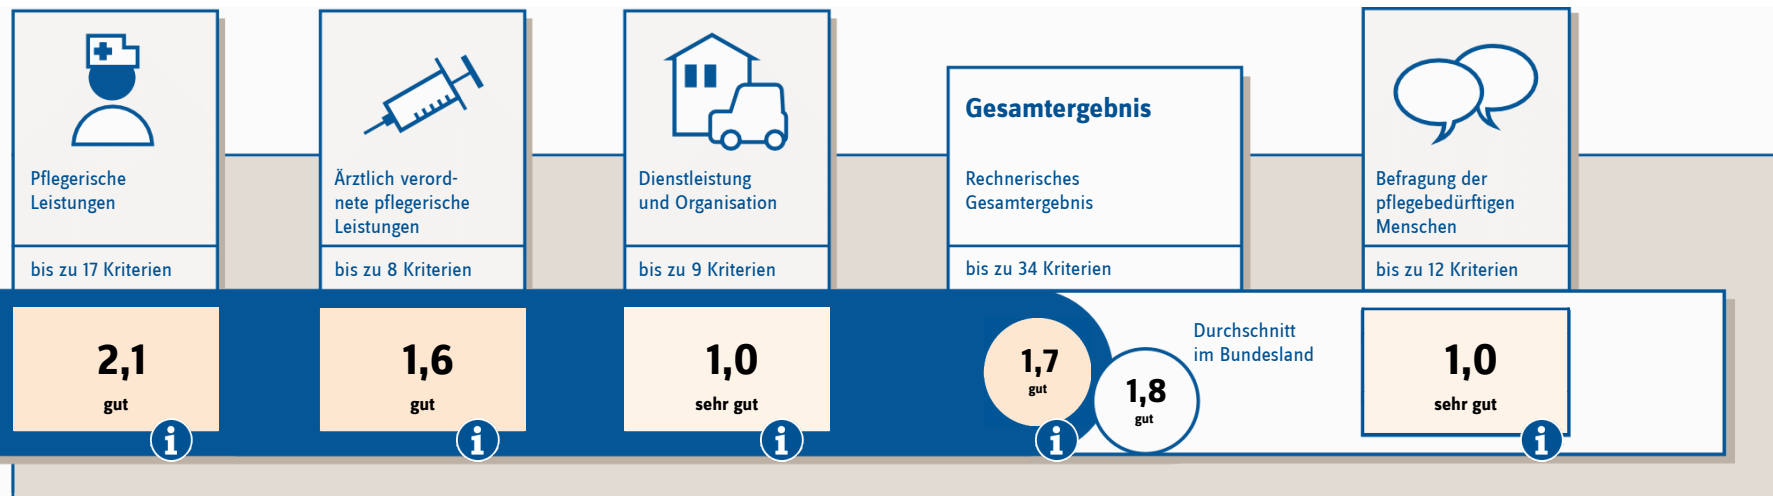 Pflegerische
Leistungen
bis zu 17 Kriterien
2,1
gut
i
Ärztlich verord-
nete pflegerische
Leistungen
bis zu 8 Kriterien
1,6
gut
i
Dienstleistung
und Organisation
bis zu 9 Kriterien
1,0
sehr gut
i
Gesamtergebnis
Rechnerisches
Gesamtergebnis
bis zu 34 Kriterien
1,7
gut
i
1,8
gut
Durchschnitt
im Bundesland
Befragung der
pflegebedürftigen
Menschen
bis zu 12 Kriterien
1,0
sehr gut
i